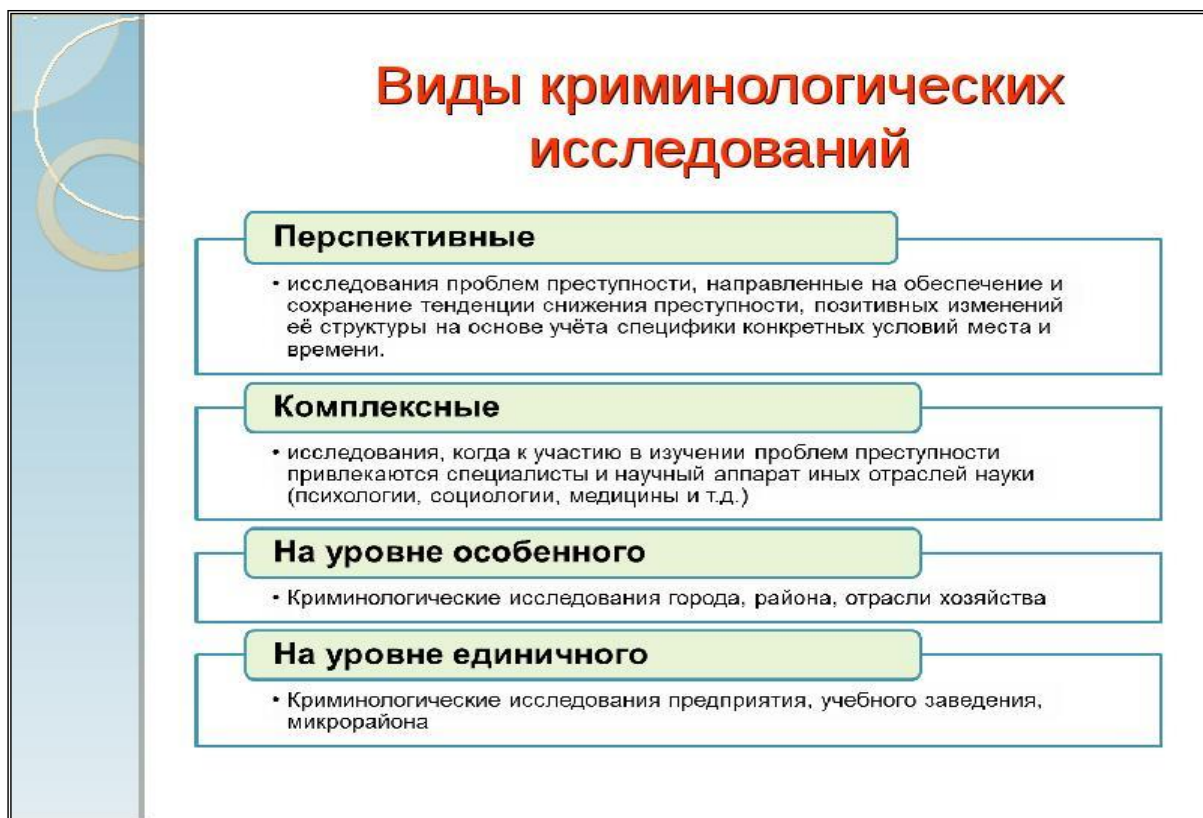 Виды криминологических
исследований
Перспективные
• исследования проблем преступности, направленные на обеспечение и
сохранение тенденции снижения преступности, позитивных изменений
её структуры на основе учёта специфики конкретных условий места и
времени.
Комплексные
• исследования, когда к участию в изучении проблем преступности
привлекаются специалисты и научный аппарат иных отраслей науки
(психологии, социологии, медицины и т.д.)
На уровне особенного
• Криминологические исследования города, района, отрасли хозяйства
На уровне единичного
• Криминологические исследования предприятия, учебного заведения,
микрорайона